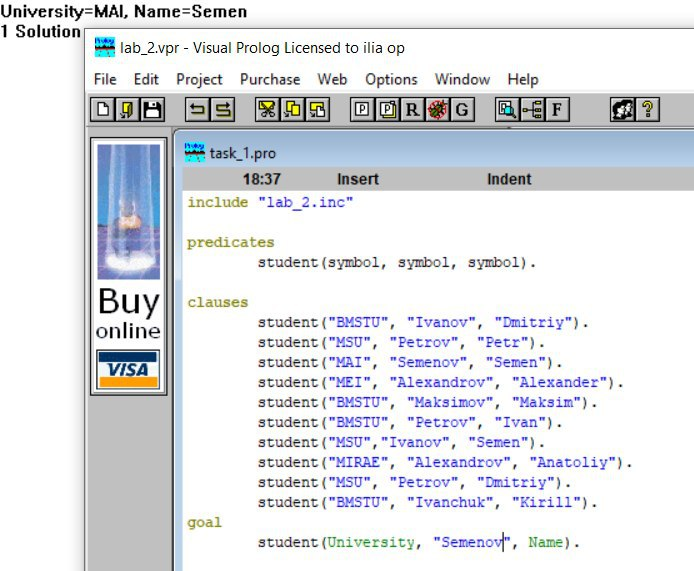 University=MAI, Name=Semen
1 Solution
lab_2.vpr - Visual Prolog Licensed to ilia op
File Edit Project Purchase Web Options Window Help
P P R G F ?
task_1.pro
18:37 Insert Indent
include "lab_2.inc"
predicates
student(symbol, symbol, symbol).
clauses
student("BMSTU", "Ivanov", "Dmitriy").
student("MSU", "Petrov", "Petr").
student("MAI", "Semenov", "Semen").
student("MEI", "Alexandrov", "Alexander").
student("BMSTU", "Maksimov", "Maksim").
student("BMSTU", "Petrov", "Ivan").
student("MSU","Ivanov", "Semen").
student("MIRAE", "Alexandrov", "Anatoliy").
student("MSU", "Petrov", "Dmitriy").
student("BMSTU", "Ivanchuk", "Kirill").
goal
student(University, "Semenov", Name).
Buy
online
VISA